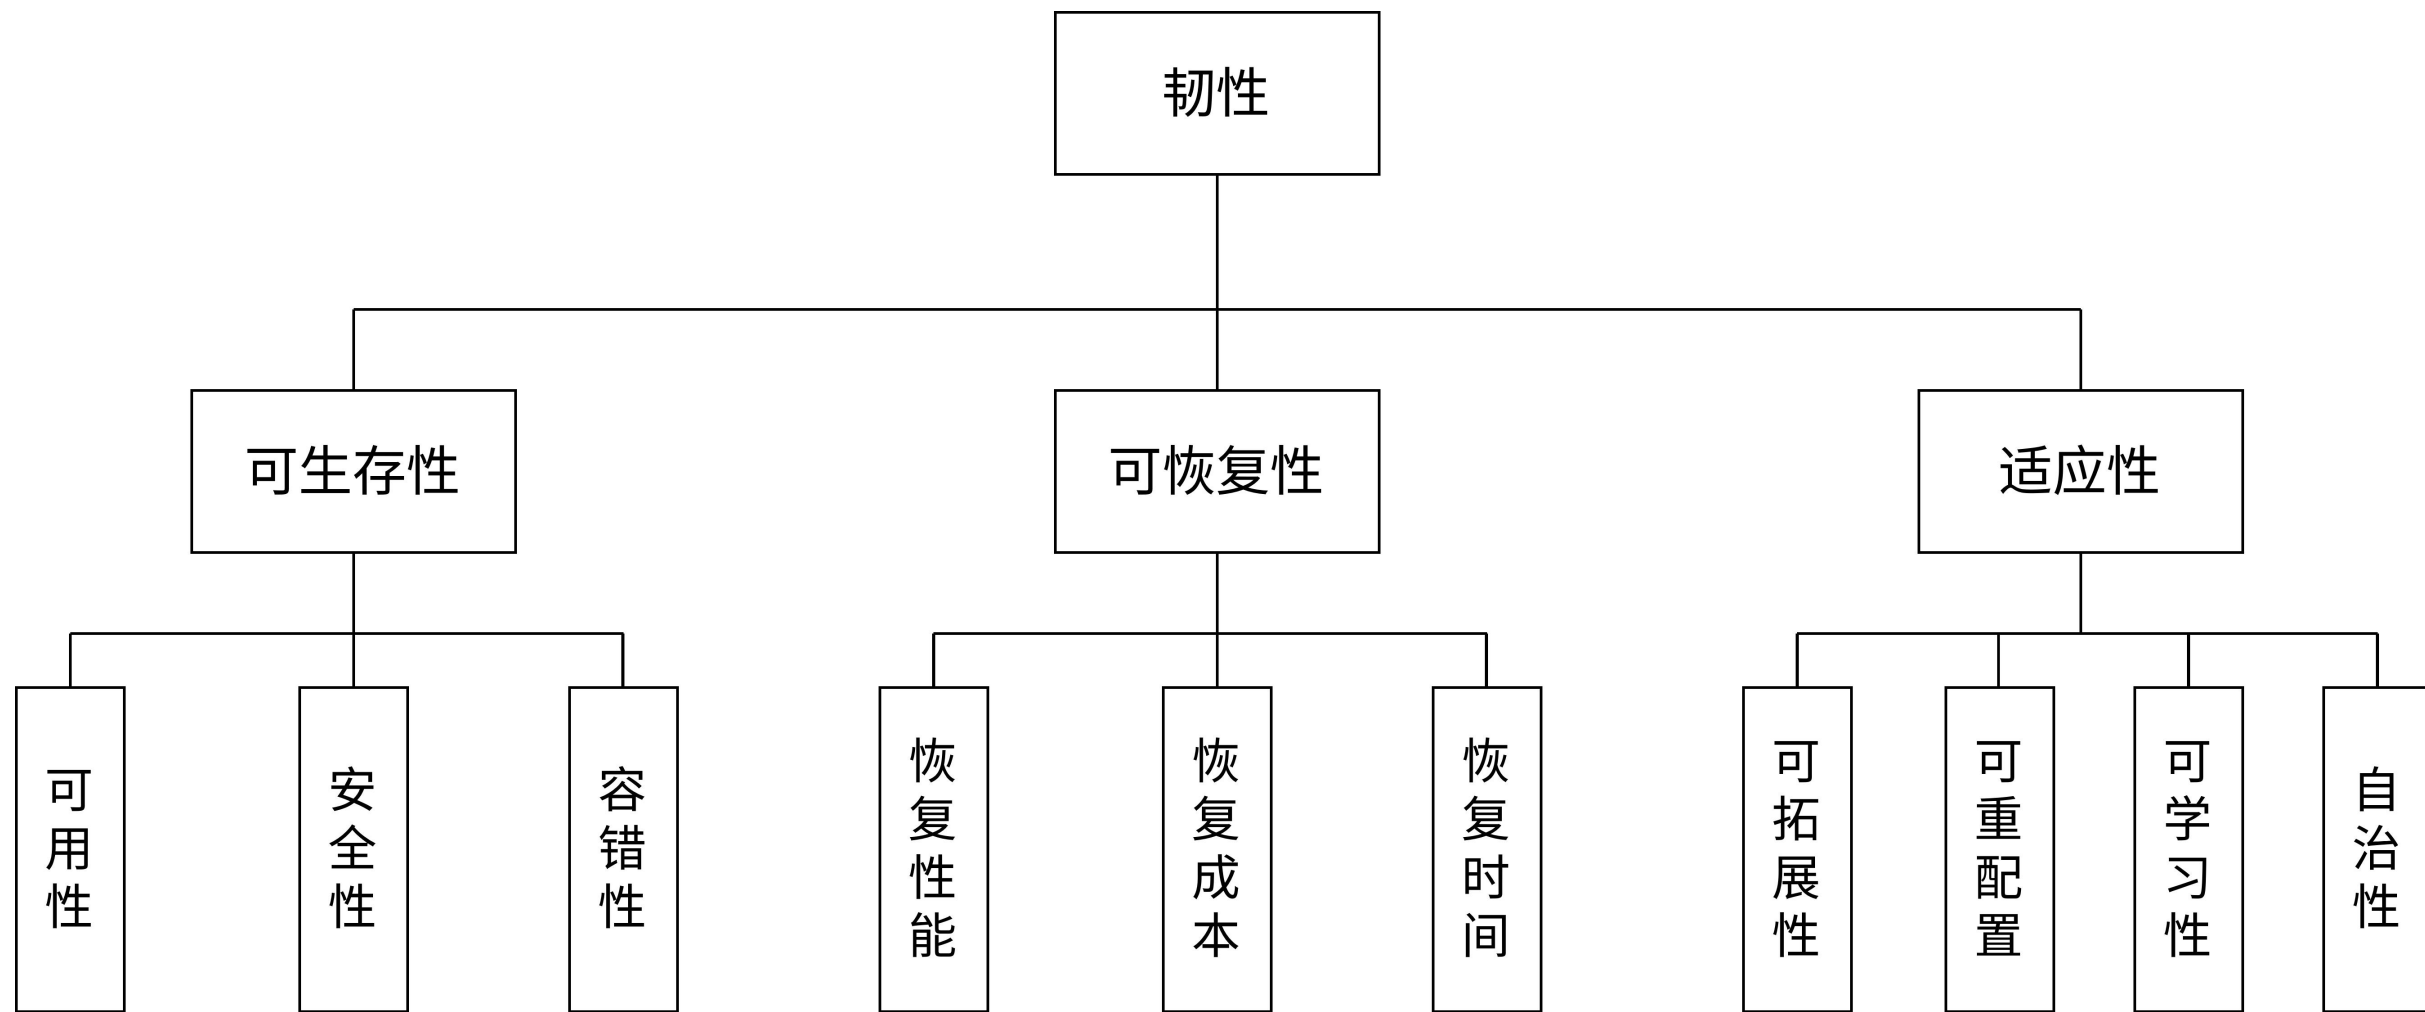 韧性
可生存性
可恢复性
适应性
可用性
安全性
容错性
恢复性能
恢复成本
恢复时间
可拓展性
可重配置
可学习性
自治性